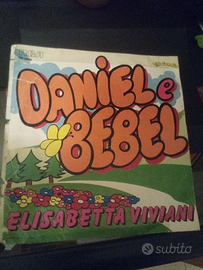 DANIEL e
BEBEL
ELISABETTA VIVIANI
subito